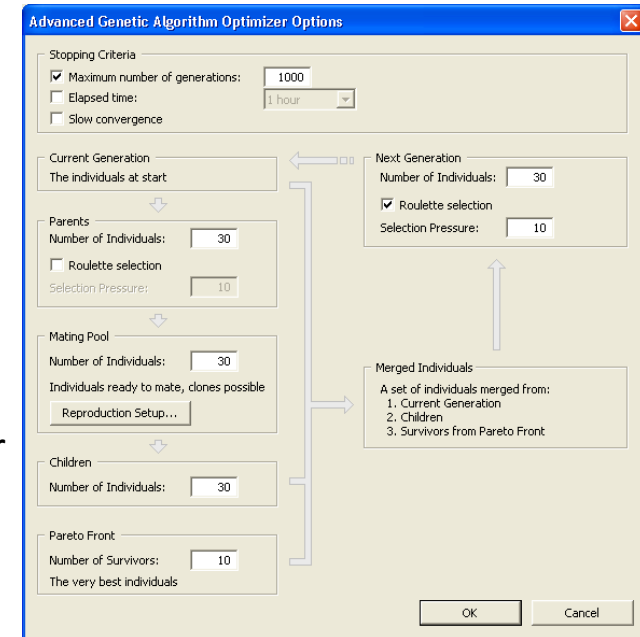 Advanced Genetic Algorithm Optimizer Options
Stopping Criteria
Maximum number of generations: 1000
Elapsed time: 1 hour
Slow convergence
Current Generation
The individuals at start
Parents
Number of Individuals: 30
Roulette selection
Selection Pressure: 10
Mating Pool
Number of Individuals: 30
Individuals ready to mate, clones possible
Reproduction Setup...
Children
Number of Individuals: 30
Pareto Front
Number of Survivors: 10
The very best individuals
Next Generation
Number of Individuals: 30
Roulette selection
Selection Pressure: 10
Merged Individuals
A set of individuals merged from:
1. Current Generation
2. Children
3. Survivors from Pareto Front
OK Cancel
r